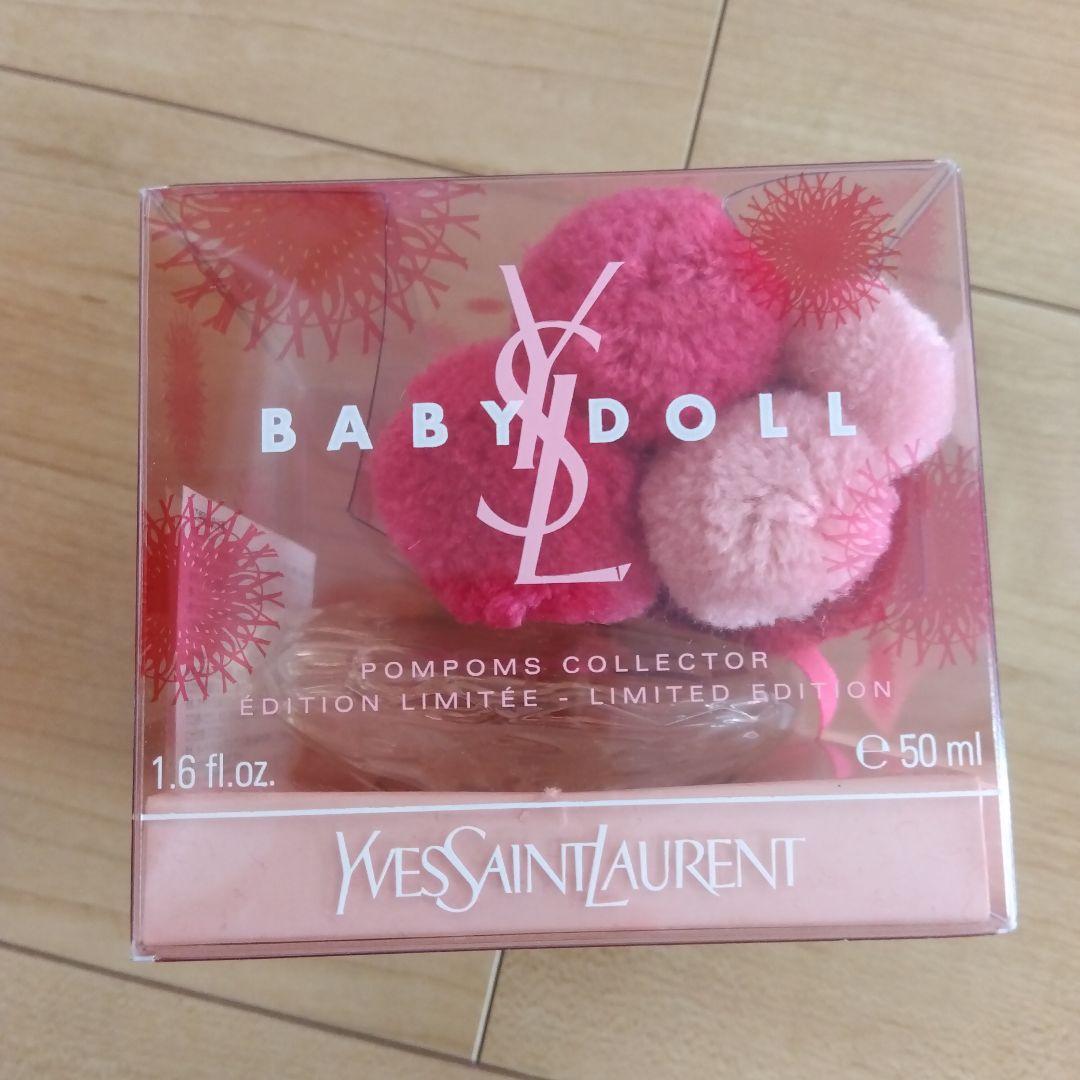 YSL
BABY DOLL
POMPOMS COLLECTOR
ÉDITION LIMITÉE - LIMITED EDITION
1.6 fl.oz.
℮ 50 ml
YVESSAINTLAURENT